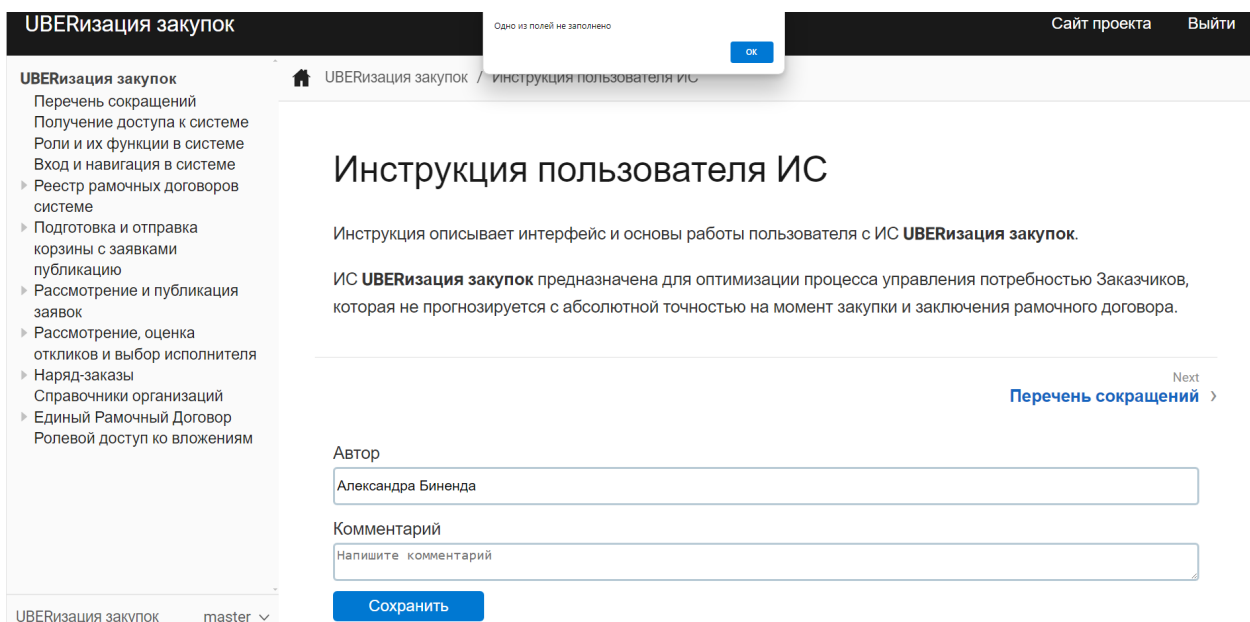 UBERизация закупок
Одно из полей не заполнено
ОК
Сайт проекта
Выйти
UBERизация закупок
Перечень сокращений
Получение доступа к системе
Роли и их функции в системе
Вход и навигация в системе
Реестр рамочных договоров
системе
Подготовка и отправка
корзины с заявками
публикацию
Рассмотрение и публикация
заявок
Рассмотрение, оценка
откликов и выбор исполнителя
Наряд-заказы
Справочники организаций
Единый Рамочный Договор
Ролевой доступ ко вложениям
UBERизация закупок master
UBERизация закупок / Инструкция пользователя ИС
Инструкция пользователя ИС
Инструкция описывает интерфейс и основы работы пользователя с ИС UBERизация закупок.
ИС UBERизация закупок предназначена для оптимизации процесса управления потребностью Заказчиков,
которая не прогнозируется с абсолютной точностью на момент закупки и заключения рамочного договора.
Next
Перечень сокращений
Автор
Александра Биненда
Комментарий
Напишите комментарий
Сохранить